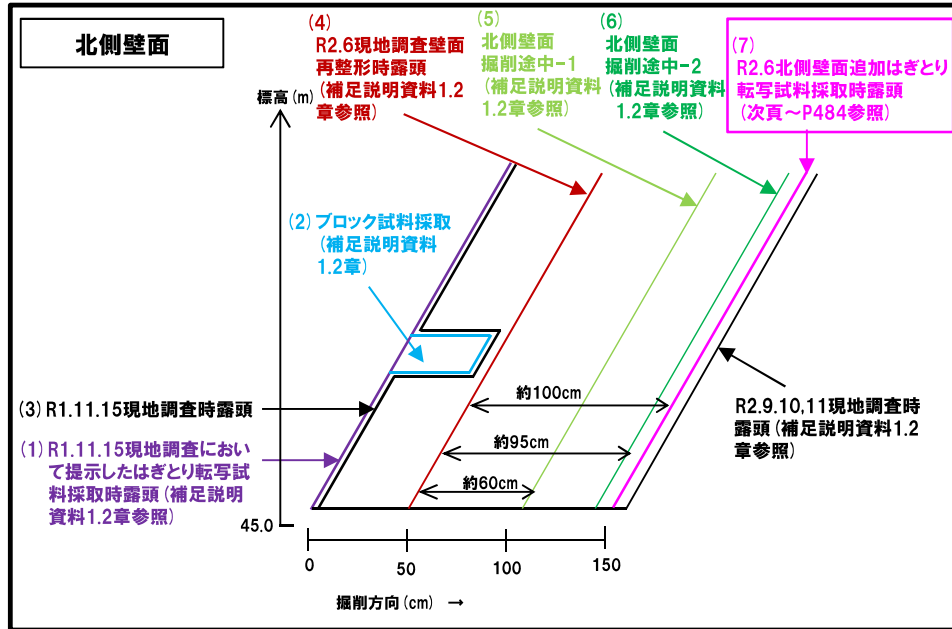 北側壁面
(4)
R2.6現地調査壁面
再整形時露頭
(補足説明資料1.2
章参照)
(5)
北側壁面
掘削途中-1
(補足説明資料
1.2章参照)
(6)
北側壁面
掘削途中-2
(補足説明資料
1.2章参照)
(7)
R2.6北側壁面追加はぎとり
転写試料採取時露頭
(次頁~P484参照)
標高(m)
(2) ブロック試料採取
(補足説明資料
1.2章)
(3) R1.11.15現地調査時露頭
(1) R1.11.15現地調査におい
て提示したはぎとり転写試
料採取時露頭(補足説明
資料1.2章参照)
約100cm
約95cm
約60cm
R2.9.10,11現地調査時
露頭(補足説明資料1.2
章参照)
45.0
0
50
100
150
掘削方向(cm) →